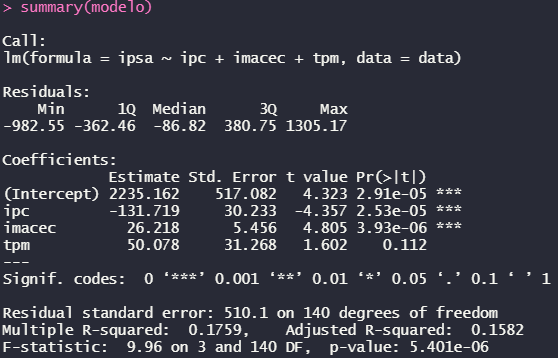 > summary(modelo)

Call:
lm(formula = ipsa ~ ipc + imacec + tpm, data = data)

Residuals:
    Min      1Q  Median      3Q     Max
-982.55 -362.46  -86.82  380.75 1305.17

Coefficients:
            Estimate Std. Error t value Pr(>|t|)
(Intercept) 2235.162    517.082   4.323 2.91e-05 ***
ipc         -131.719     30.233  -4.357 2.53e-05 ***
imacec        26.218      5.456   4.805 3.93e-06 ***
tpm           50.078     31.268   1.602    0.112
---
Signif. codes:  0 ‘***’ 0.001 ‘**’ 0.01 ‘*’ 0.05 ‘.’ 0.1 ‘ ’ 1

Residual standard error: 510.1 on 140 degrees of freedom
Multiple R-squared:  0.1759,    Adjusted R-squared:  0.1582
F-statistic:  9.96 on 3 and 140 DF,  p-value: 5.401e-06